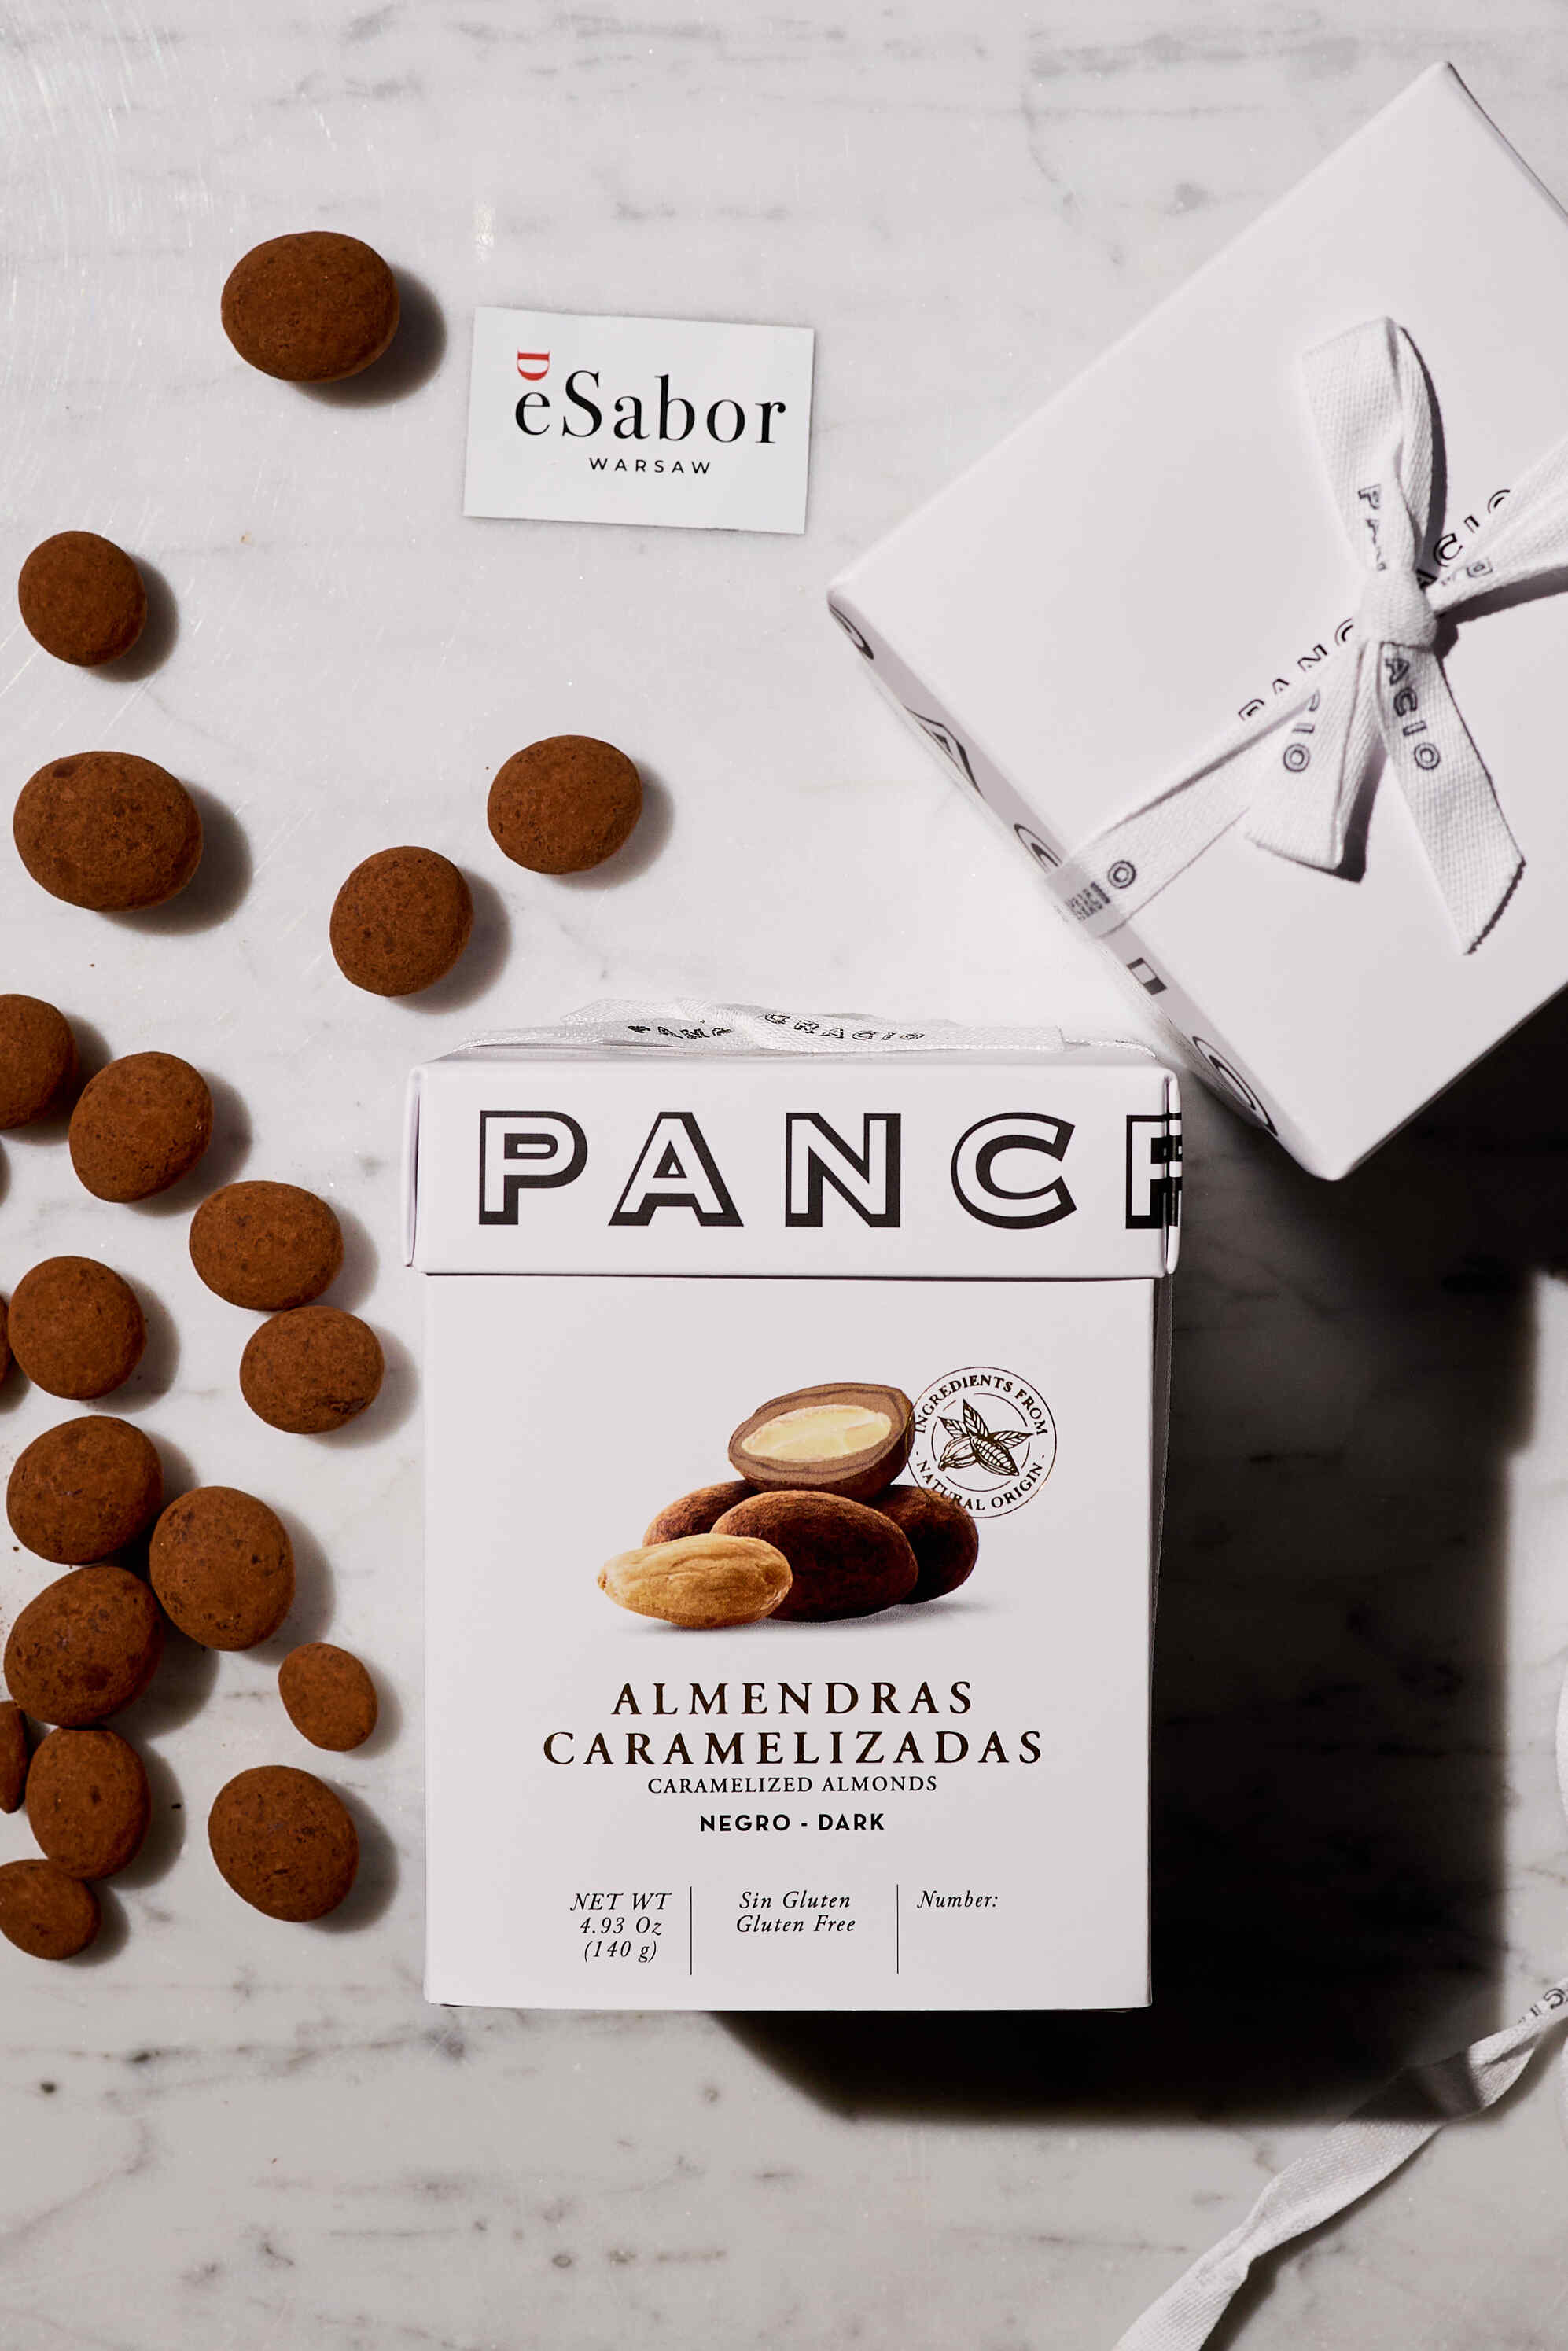 DeSabor
WARSAW
PANCRACIO
PANC
INGREDIENTS FROM
· NATURAL ORIGIN ·
ALMENDRAS
CARAMELIZADAS
CARAMELIZED ALMONDS
NEGRO - DARK
NET WT
4.93 Oz
(140 g)
Sin Gluten
Gluten Free
Number: